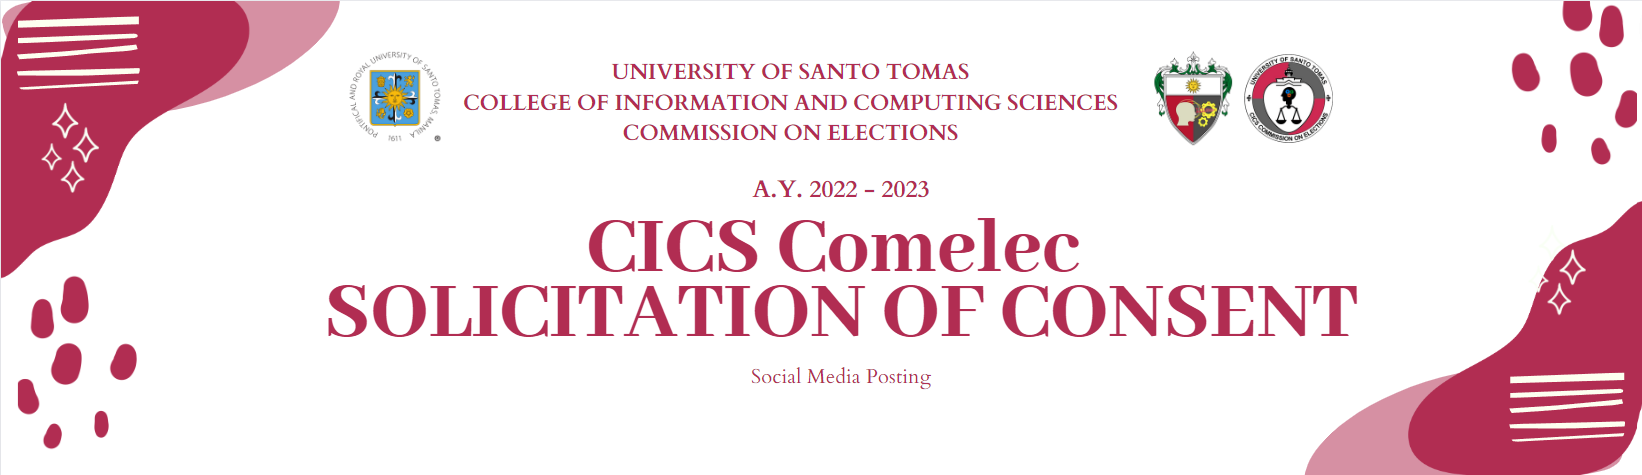 PONTIFICAL AND ROYAL UNIVERSITY OF SANTO TOMAS, MANILA
1611
®
UNIVERSITY OF SANTO TOMAS
COLLEGE OF INFORMATION AND COMPUTING SCIENCES
COMMISSION ON ELECTIONS
UNIVERSITY OF SANTO TOMAS
CICS COMMISSION ON ELECTIONS
A.Y. 2022 - 2023
CICS Comelec
SOLICITATION OF CONSENT
Social Media Posting